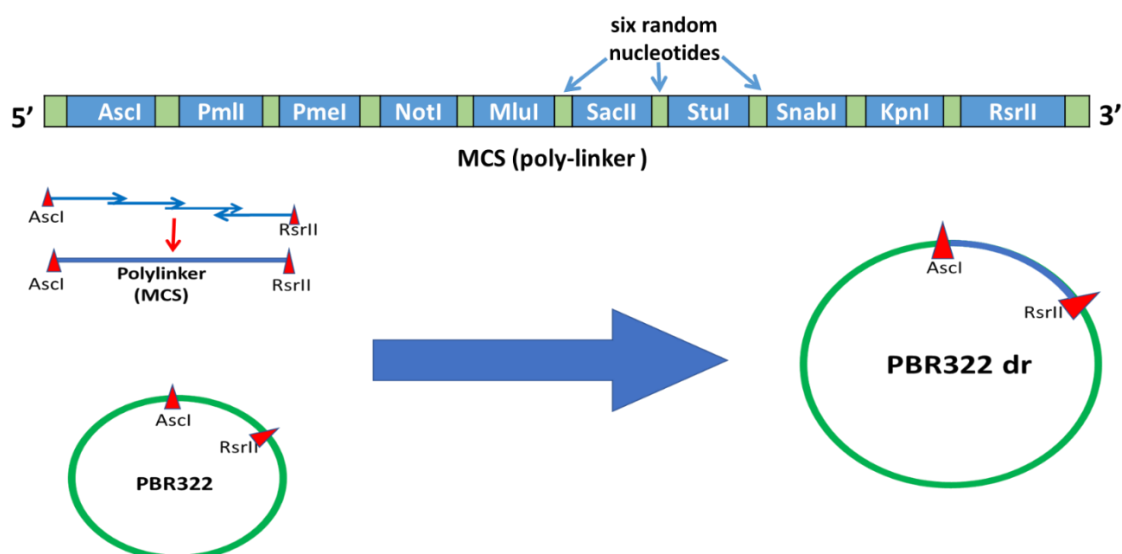 six random
nucleotides
5’ AscI PmlI PmeI NotI MluI SacII StuI SnabI KpnI RsrII 3’
MCS (poly-linker )
AscI
RsrII
AscI
Polylinker
(MCS)
RsrII
AscI
RsrII
PBR322
AscI
RsrII
PBR322 dr